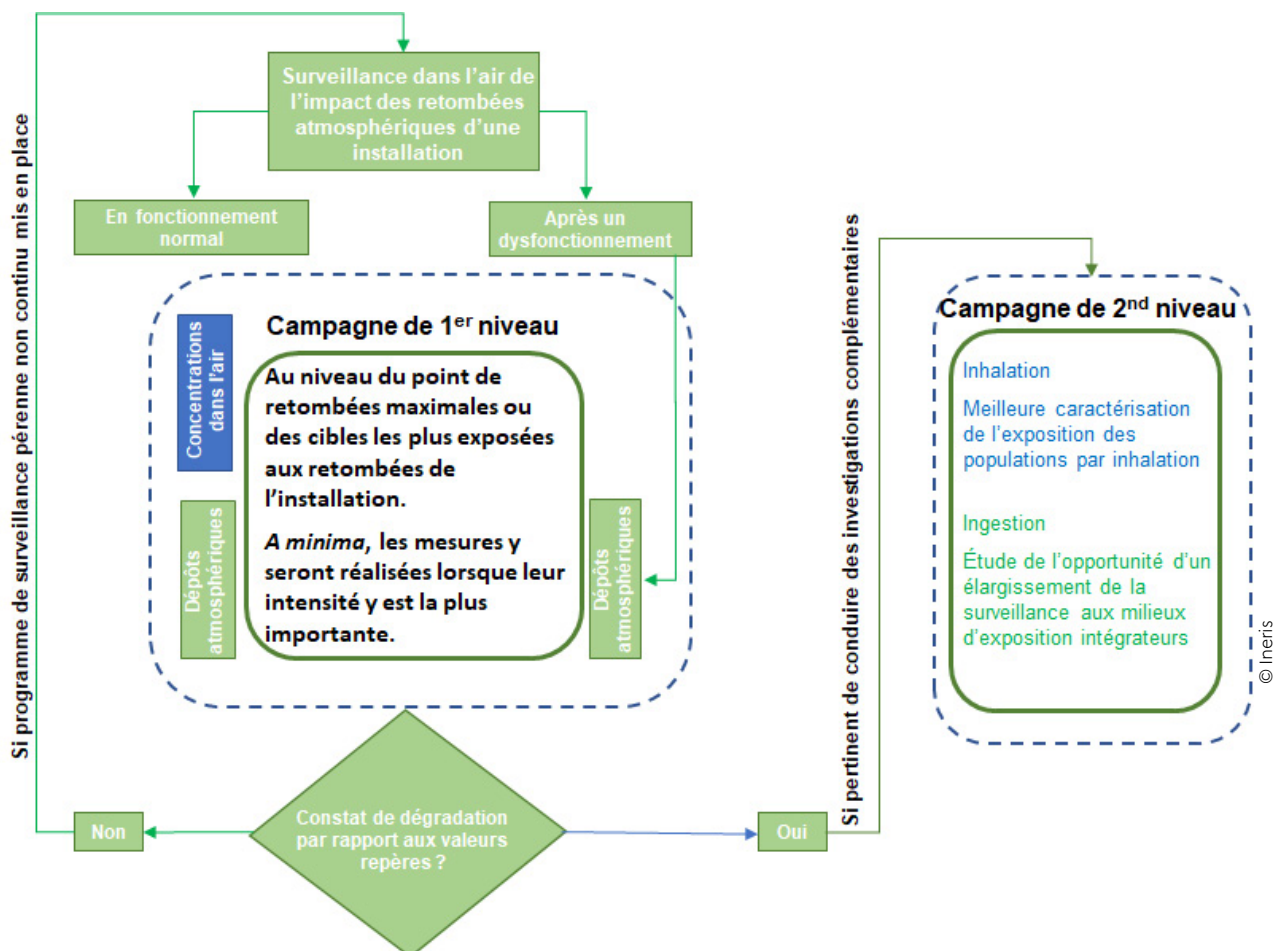 Si programme de surveillance pérenne non continu mis en place
Surveillance dans l'air de
l'impact des retombées
atmosphériques d'une
installation
En fonctionnement
normal
Après un
dysfonctionnement
Campagne de 1er niveau
Concentrations
dans l'air
Dépôts
atmosphériques
Au niveau du point de
retombées maximales ou
des cibles les plus exposées
aux retombées de
l'installation.
A minima, les mesures y
seront réalisées lorsque leur
intensité y est la plus
importante.
Dépôts
atmosphériques
Constat de dégradation
par rapport aux valeurs
repères ?
Non
Oui
Si pertinent de conduire des investigations complémentaires
Campagne de 2nd niveau
Inhalation
Meilleure caractérisation
de l'exposition des
populations par inhalation
Ingestion
Étude de l'opportunité d'un
élargissement de la
surveillance aux milieux
d'exposition intégrateurs
© Ineris